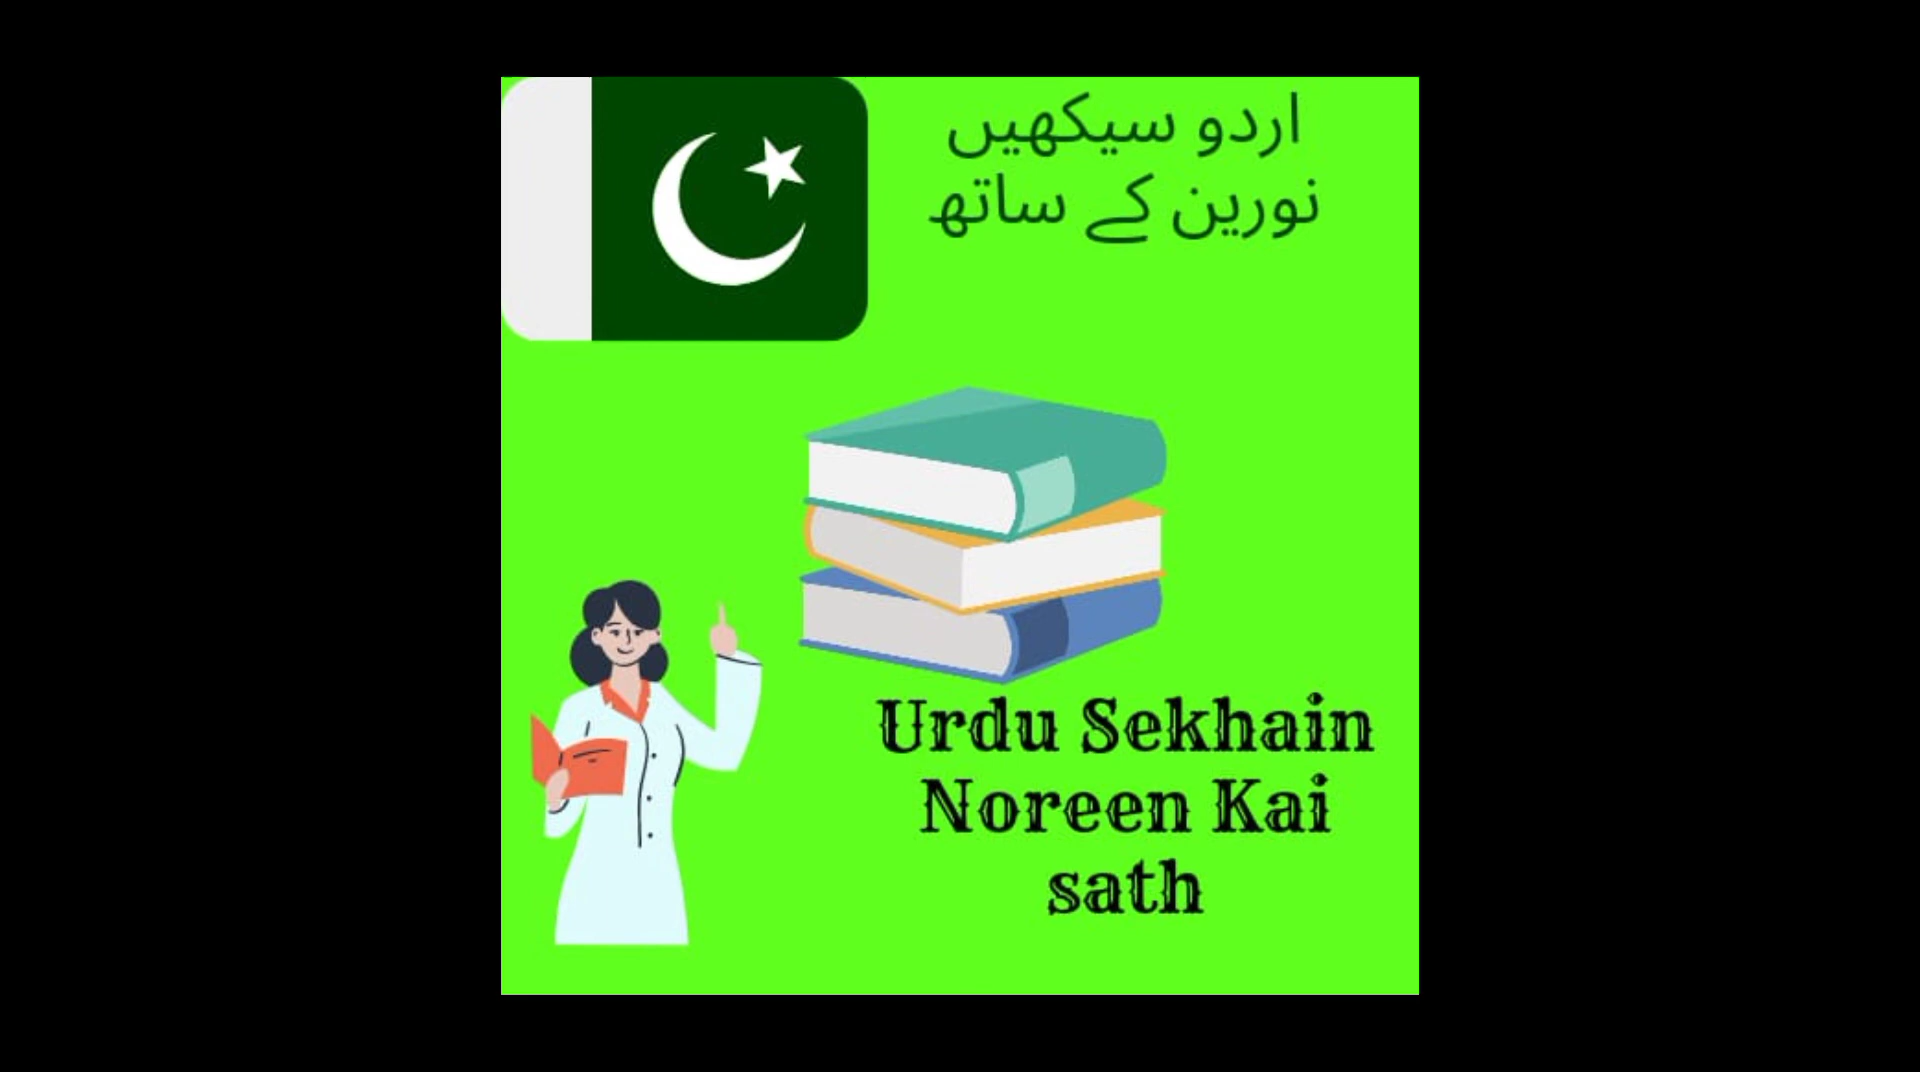 اردو سیکھیں
نورین کے ساتھ
Urdu Sekhain
Noreen Kai
sath